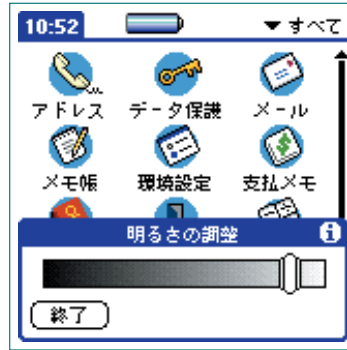 10:52 ▼ すべて
アドレス データ保護 メール
メモ帳 環境設定 支払メモ
明るさの調整
終了